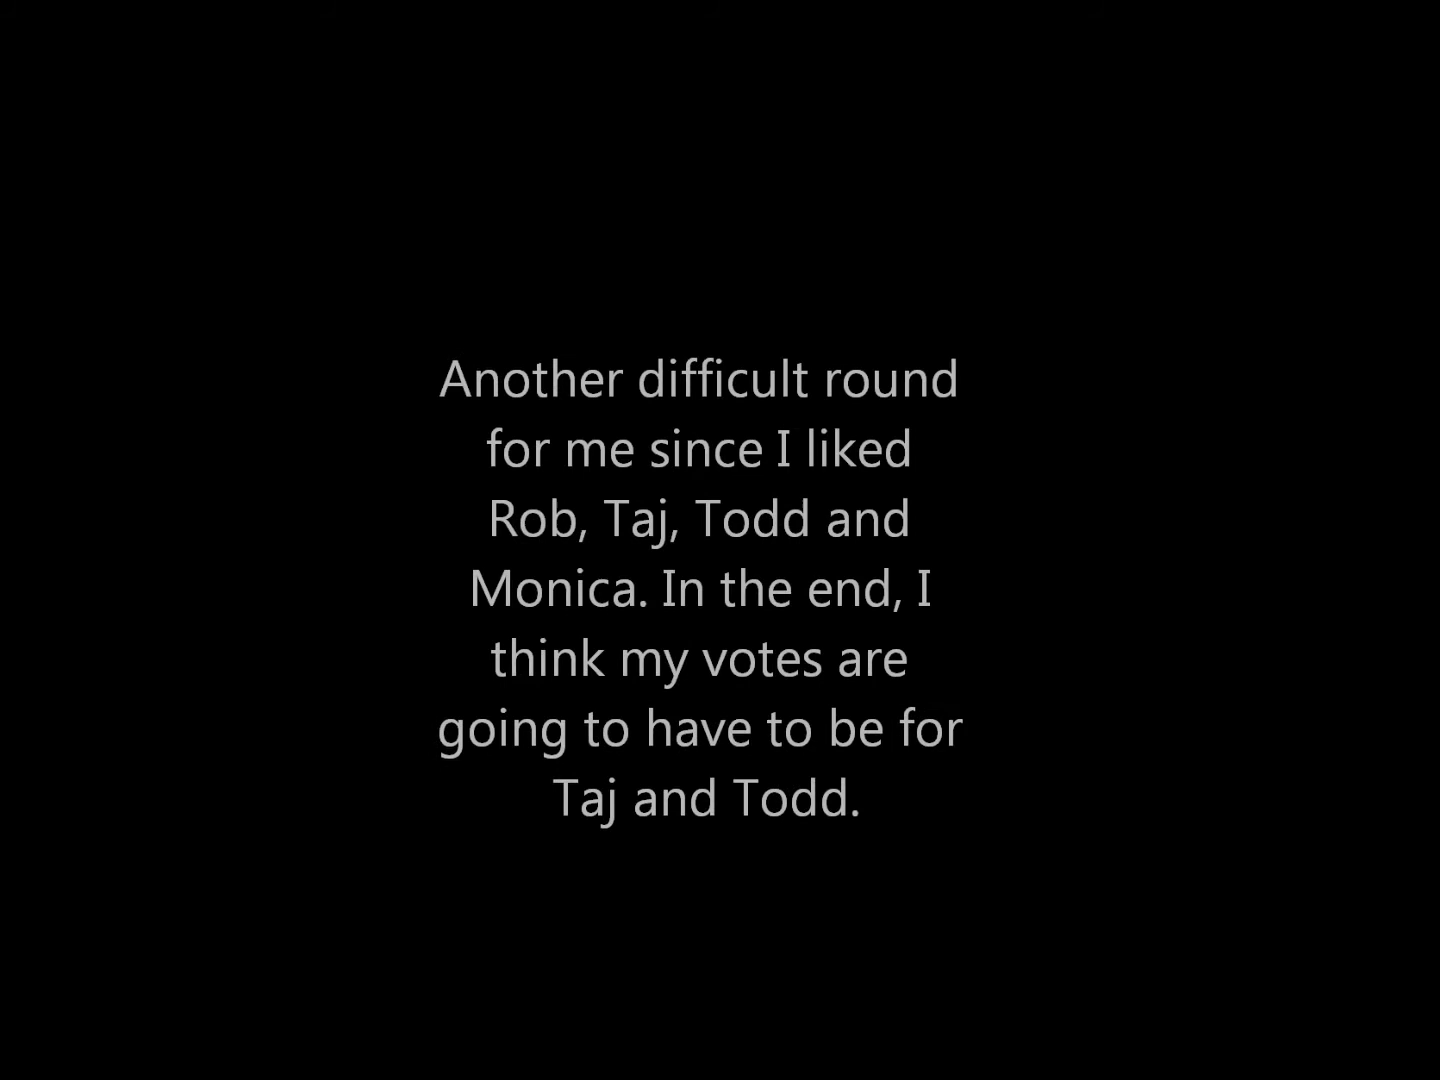 Another difficult round
for me since I liked
Rob, Taj, Todd and
Monica. In the end, I
think my votes are
going to have to be for
Taj and Todd.